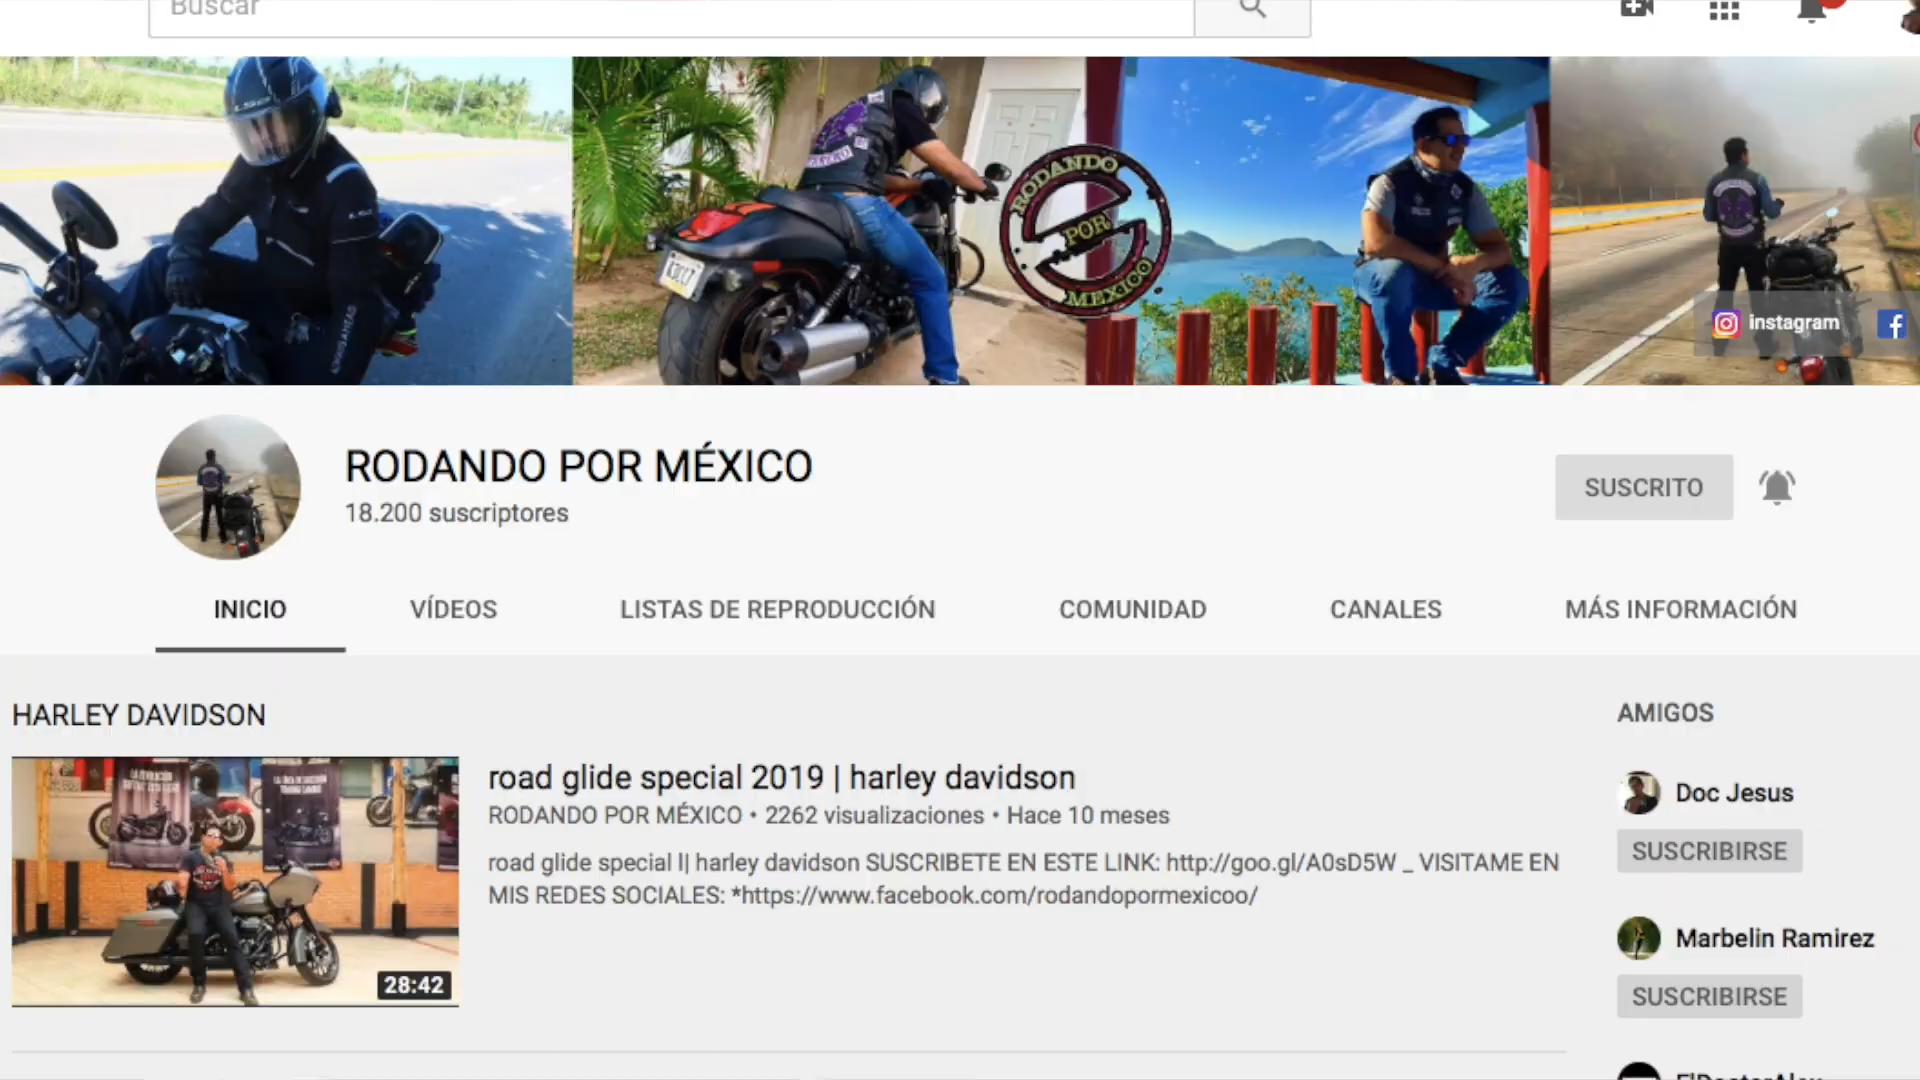 Buscar
RODANDO
POR
MEXICO
instagram
RODANDO POR MÉXICO
18.200 suscriptores
SUSCRITO
INICIO
VÍDEOS
LISTAS DE REPRODUCCIÓN
COMUNIDAD
CANALES
MÁS INFORMACIÓN
HARLEY DAVIDSON
28:42
road glide special 2019 | harley davidson
RODANDO POR MÉXICO • 2262 visualizaciones • Hace 10 meses
road glide special l| harley davidson SUSCRIBETE EN ESTE LINK: http://goo.gl/A0sD5W _ VISITAME EN
MIS REDES SOCIALES: *https://www.facebook.com/rodandopormexicoo/
AMIGOS
Doc Jesus
SUSCRIBIRSE
Marbelin Ramirez
SUSCRIBIRSE